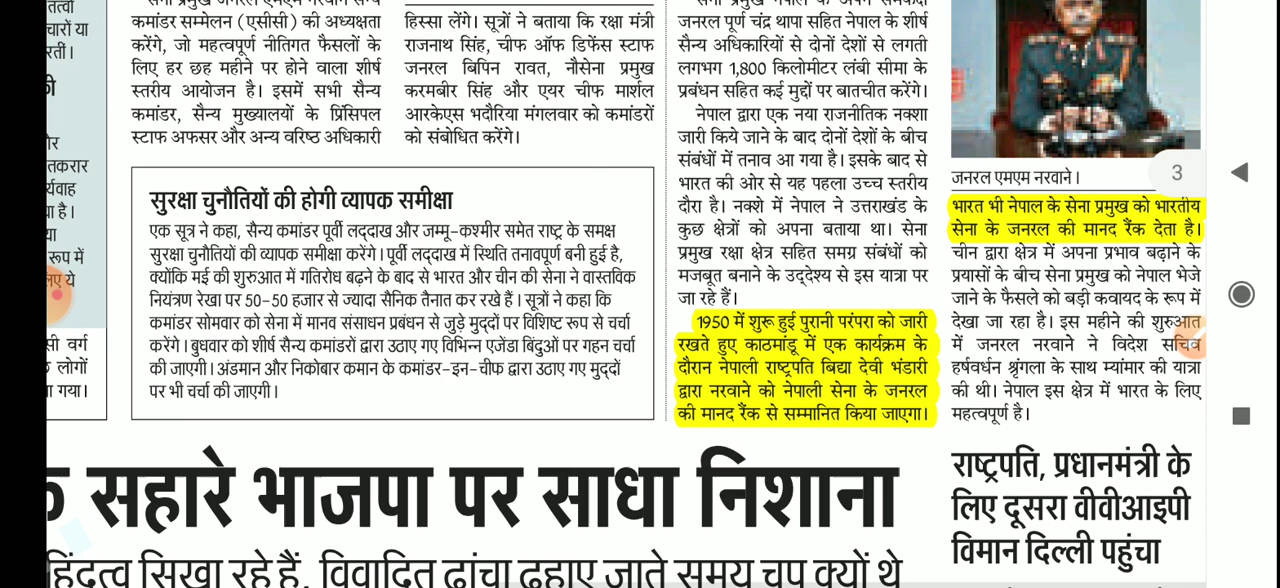 तत्वों
चारों या
रतीं।
की
तकरार
र्यवाह
ा है।
या
रूप में
लए ये
सी वर्ग
लोगों
ा गया।
कमांडर सम्मेलन (एसीसी) की अध्यक्षता
करेंगे, जो महत्वपूर्ण नीतिगत फैसलों के
लिए हर छह महीने पर होने वाला शीर्ष
स्तरीय आयोजन है। इसमें सभी सैन्य
कमांडर, सैन्य मुख्यालयों के प्रिंसिपल
स्टाफ अफसर और अन्य वरिष्ठ अधिकारी
हिस्सा लेंगे। सूत्रों ने बताया कि रक्षा मंत्री
राजनाथ सिंह, चीफ ऑफ डिफेंस स्टाफ
जनरल बिपिन रावत, नौसेना प्रमुख
करमबीर सिंह और एयर चीफ मार्शल
आरकेएस भदौरिया मंगलवार को कमांडरों
को संबोधित करेंगे।
सुरक्षा चुनौतियों की होगी व्यापक समीक्षा
एक सूत्र ने कहा, सैन्य कमांडर पूर्वी लद्दाख और जम्मू-कश्मीर समेत राष्ट्र के समक्ष
सुरक्षा चुनौतियों की व्यापक समीक्षा करेंगे। पूर्वी लद्दाख में स्थिति तनावपूर्ण बनी हुई है,
क्योंकि मई की शुरुआत में गतिरोध बढ़ने के बाद से भारत और चीन की सेना ने वास्तविक
नियंत्रण रेखा पर 50-50 हजार से ज्यादा सैनिक तैनात कर रखे हैं। सूत्रों ने कहा कि
कमांडर सोमवार को सेना में मानव संसाधन प्रबंधन से जुड़े मुद्दों पर विशिष्ट रूप से चर्चा
करेंगे। बुधवार को शीर्ष सैन्य कमांडरों द्वारा उठाए गए विभिन्न एजेंडा बिंदुओं पर गहन चर्चा
की जाएगी। अंडमान और निकोबार कमान के कमांडर-इन-चीफ द्वारा उठाए गए मुद्दों
पर भी चर्चा की जाएगी।
जनरल पूर्ण चंद्र थापा सहित नेपाल के शीर्ष
सैन्य अधिकारियों से दोनों देशों से लगती
लगभग 1,800 किलोमीटर लंबी सीमा के
प्रबंधन सहित कई मुद्दों पर बातचीत करेंगे।
नेपाल द्वारा एक नया राजनीतिक नक्शा
जारी किये जाने के बाद दोनों देशों के बीच
संबंधों में तनाव आ गया है। इसके बाद से
भारत की ओर से यह पहला उच्च स्तरीय
दौरा है। नक्शे में नेपाल ने उत्तराखंड के
कुछ क्षेत्रों को अपना बताया था। सेना
प्रमुख रक्षा क्षेत्र सहित समग्र संबंधों को
मजबूत बनाने के उद्देश्य से इस यात्रा पर
जा रहे हैं।
1950 में शुरू हुई पुरानी परंपरा को जारी
रखते हुए काठमांडू में एक कार्यक्रम के
दौरान नेपाली राष्ट्रपति बिद्या देवी भंडारी
द्वारा नरवाने को नेपाली सेना के जनरल
की मानद रैंक से सम्मानित किया जाएगा।
जनरल एमएम नरवाने।
3
भारत भी नेपाल के सेना प्रमुख को भारतीय
सेना के जनरल की मानद रैंक देता है।
चीन द्वारा क्षेत्र में अपना प्रभाव बढ़ाने के
प्रयासों के बीच सेना प्रमुख को नेपाल भेजे
जाने के फैसले को बड़ी कवायद के रूप में
देखा जा रहा है। इस महीने की शुरुआत
में जनरल नरवाने ने विदेश सचिव
हर्षवर्धन श्रृंगला के साथ म्यांमार की यात्रा
की थी। नेपाल इस क्षेत्र में भारत के लिए
महत्वपूर्ण है।
के सहारे भाजपा पर साधा निशाना
हिंदुत्व सिखा रहे हैं, विवादित ढांचा ढहाए जाते समय चुप क्यों थे
राष्ट्रपति, प्रधानमंत्री के
लिए दूसरा वीवीआइपी
विमान दिल्ली पहुंचा